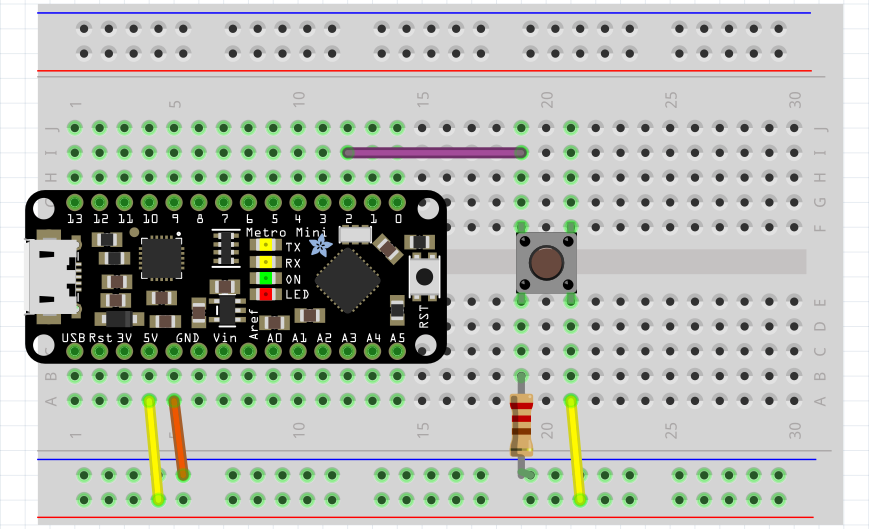 1 5 10 15 20 25 30
J J
I I
H H
G G
F F
13 12 11 10 9 8 7 6 5 4 3 2 1 0
Metro Mini
TX
RX
ON
LED
E E
D D
RST
Aref
USB Rst 3V 5V GND Vin A0 A1 A2 A3 A4 A5
C
B B
A A
1 5 10 15 20 25 30